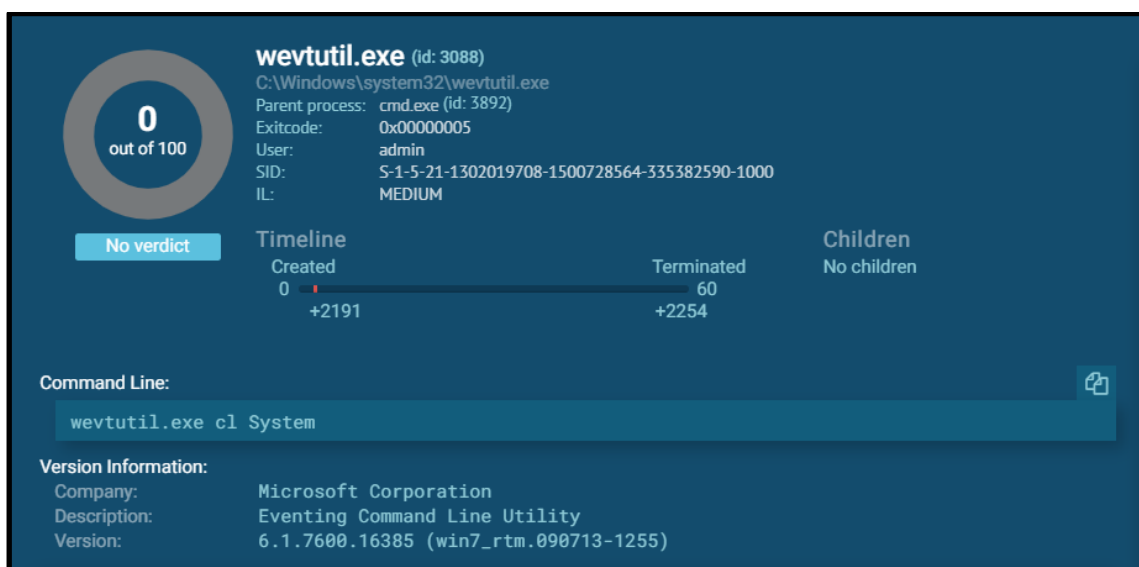 wevtutil.exe (id: 3088)
C:\Windows\system32\wevtutil.exe
Parent process: cmd.exe (id: 3892)
Exitcode: 0x00000005
User: admin
SID: S-1-5-21-1302019708-1500728564-335382590-1000
IL: MEDIUM
0
out of 100
No verdict
Timeline
Created Terminated
0 60
+2191 +2254
Children
No children
Command Line:
wevtutil.exe cl System
Version Information:
Company: Microsoft Corporation
Description: Eventing Command Line Utility
Version: 6.1.7600.16385 (win7_rtm.090713-1255)